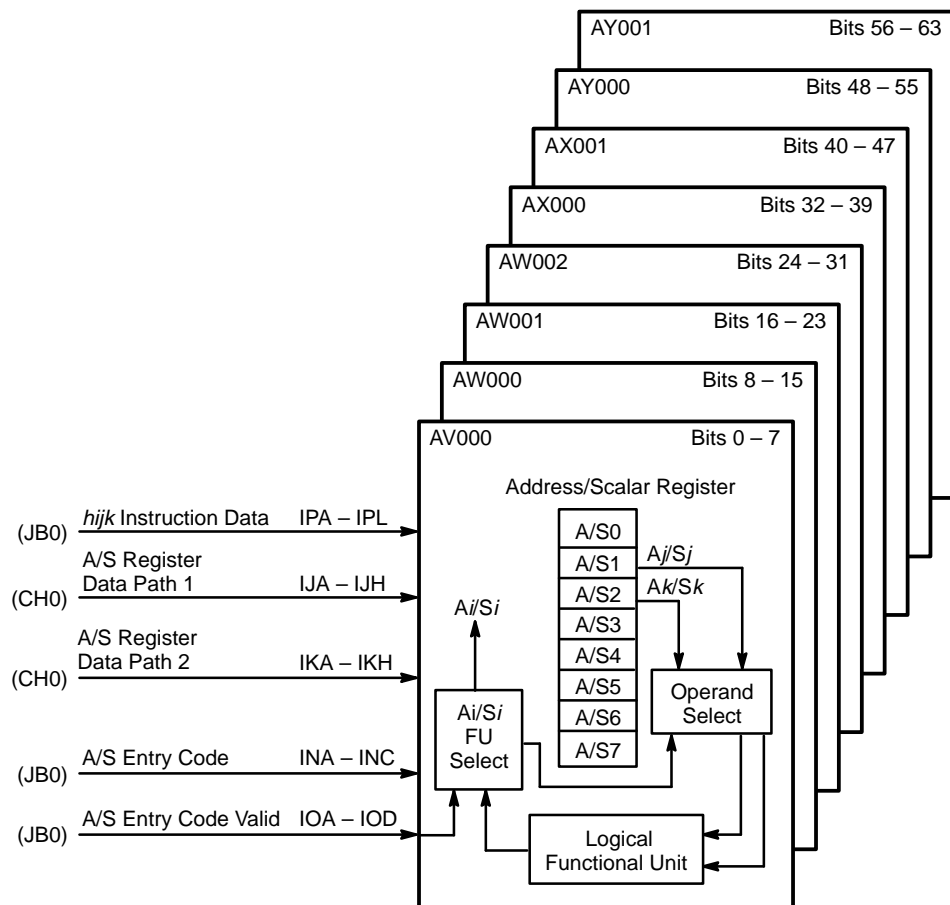 AY001 Bits 56 – 63
AY000 Bits 48 – 55
AX001 Bits 40 – 47
AX000 Bits 32 – 39
AW002 Bits 24 – 31
AW001 Bits 16 – 23
AW000 Bits 8 – 15
AV000 Bits 0 – 7
Address/Scalar Register
(JB0) hijk Instruction Data IPA – IPL
A/S Register
Data Path 1
(CH0) IJA – IJH
A/S Register
Data Path 2
(CH0) IKA – IKH
(JB0) A/S Entry Code INA – INC
(JB0) A/S Entry Code Valid IOA – IOD
Ai/Si
Ai/Si
FU
Select
A/S0
A/S1
A/S2
A/S3
A/S4
A/S5
A/S6
A/S7
Aj/Sj
Ak/Sk
Operand
Select
Logical
Functional Unit